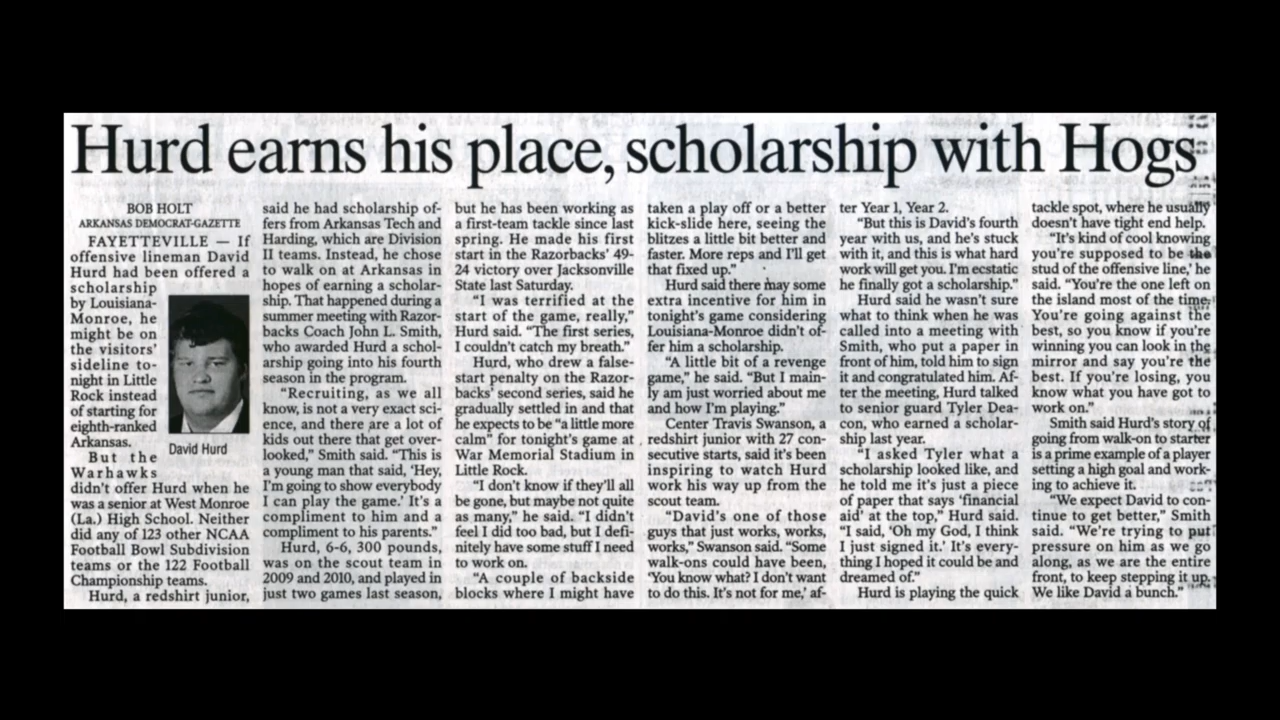 Hurd earns his place, scholarship with Hogs
BOB HOLT
ARKANSAS DEMOCRAT-GAZETTE
FAYETTEVILLE — If
offensive lineman David
Hurd had been offered a
scholarship
by Louisiana-
Monroe, he
might be on
the visitors'
sideline to-
night in Little
Rock instead
of starting for
eighth-ranked
Arkansas.
But the
Warhawks
David Hurd
didn't offer Hurd when he
was a senior at West Monroe
(La.) High School. Neither
did any of 123 other NCAA
Football Bowl Subdivision
teams or the 122 Football
Championship teams.
Hurd, a redshirt junior,
said he had scholarship of-
fers from Arkansas Tech and
Harding, which are Division
II teams. Instead, he chose
to walk on at Arkansas in
hopes of earning a scholar-
ship. That happened during a
summer meeting with Razor-
backs Coach John L. Smith,
who awarded Hurd a schol-
arship going into his fourth
season in the program.
“Recruiting, as we all
know, is not a very exact sci-
ence, and there are a lot of
kids out there that get over-
looked,” Smith said. “This is
a young man that said, ‘Hey,
I'm going to show everybody
I can play the game.’ It's a
compliment to him and a
compliment to his parents.”
Hurd, 6-6, 300 pounds,
was on the scout team in
2009 and 2010, and played in
just two games last season,
but he has been working as
a first-team tackle since last
spring. He made his first
start in the Razorbacks' 49-
24 victory over Jacksonville
State last Saturday.
“I was terrified at the
start of the game, really,”
Hurd said. “The first series,
I couldn't catch my breath.”
Hurd, who drew a false-
start penalty on the Razor-
backs' second series, said he
gradually settled in and that
he expects to be “a little more
calm” for tonight's game at
War Memorial Stadium in
Little Rock.
“I don't know if they'll all
be gone, but maybe not quite
as many,” he said. “I didn't
feel I did too bad, but I defi-
nitely have some stuff I need
to work on.
“A couple of backside
blocks where I might have
taken a play off or a better
kick-slide here, seeing the
blitzes a little bit better and
faster. More reps and I'll get
that fixed up.”
Hurd said there may some
extra incentive for him in
tonight's game considering
Louisiana-Monroe didn't of-
fer him a scholarship.
“A little bit of a revenge
game,” he said. “But I main-
ly am just worried about me
and how I'm playing.”
Center Travis Swanson, a
redshirt junior with 27 con-
secutive starts, said it's been
inspiring to watch Hurd
work his way up from the
scout team.
“David's one of those
guys that just works, works,
works,” Swanson said. “Some
walk-ons could have been,
‘You know what? I don't want
to do this. It's not for me,’ af-
ter Year 1, Year 2.
“But this is David's fourth
year with us, and he's stuck
with it, and this is what hard
work will get you. I'm ecstatic
he finally got a scholarship.”
Hurd said he wasn't sure
what to think when he was
called into a meeting with
Smith, who put a paper in
front of him, told him to sign
it and congratulated him. Af-
ter the meeting, Hurd talked
to senior guard Tyler Dea-
con, who earned a scholar-
ship last year.
“I asked Tyler what a
scholarship looked like, and
he told me it's just a piece
of paper that says ‘financial
aid’ at the top,” Hurd said.
“I said, ‘Oh my God, I think
I just signed it.’ It's every-
thing I hoped it could be and
dreamed of.”
Hurd is playing the quick
tackle spot, where he usually
doesn't have tight end help.
“It's kind of cool knowing
you're supposed to be the
stud of the offensive line,’ he
said. “You're the one left on
the island most of the time.
You're going against the
best, so you know if you're
winning you can look in the
mirror and say you're the
best. If you're losing, you
know what you have got to
work on.”
Smith said Hurd's story of
going from walk-on to starter
is a prime example of a player
setting a high goal and work-
ing to achieve it.
“We expect David to con-
tinue to get better,” Smith
said. “We're trying to put
pressure on him as we go
along, as we are the entire
front, to keep stepping it up.
We like David a bunch.”